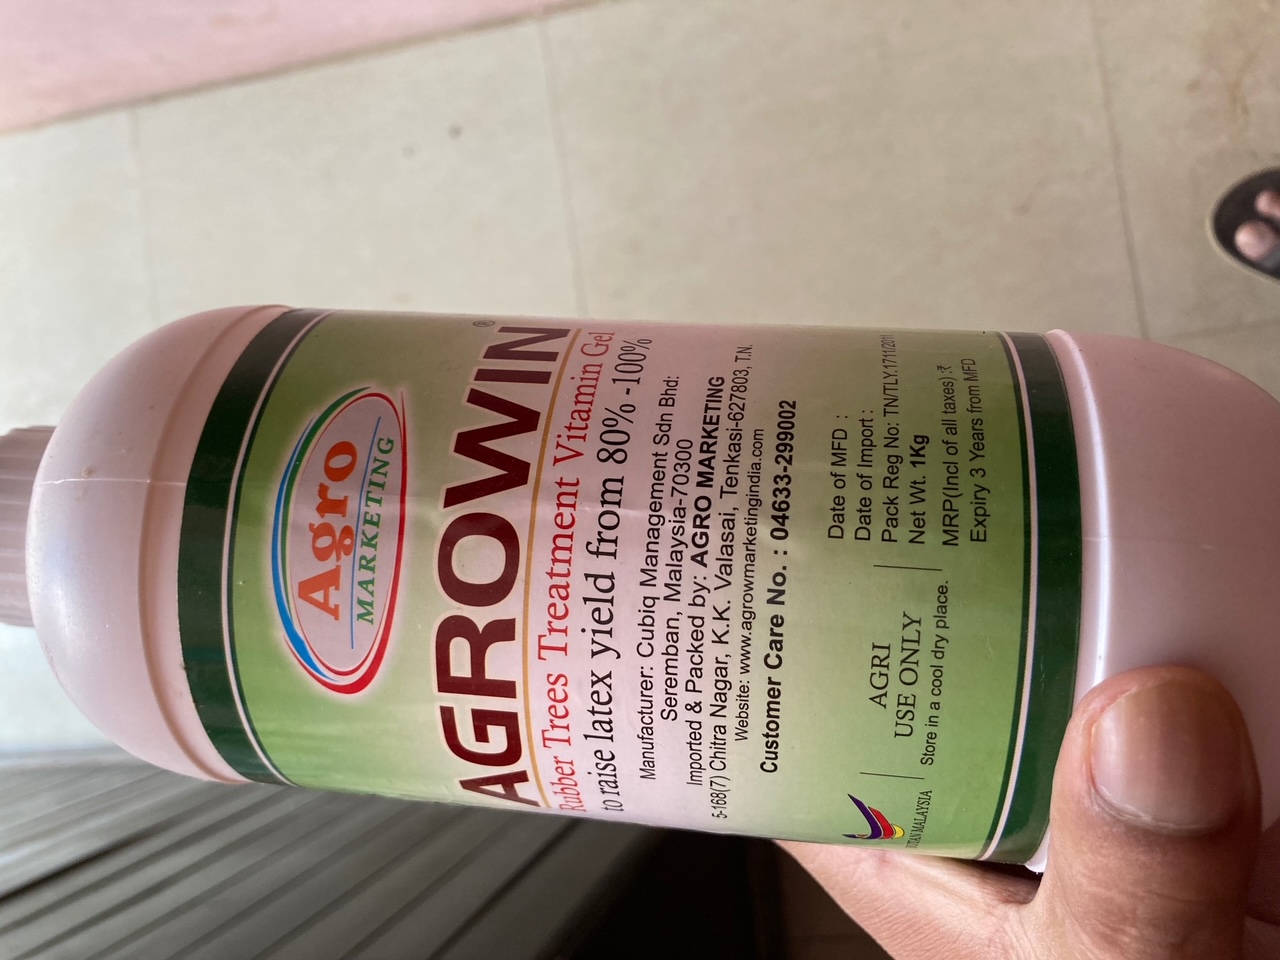 Agro
MARKETING
AGROWIN®
Rubber Trees Treatment Vitamin Gel
to raise latex yield from 80% -100%
Manufacturer: Cubiq Management Sdn Bhd:
Seremban, Malaysia-70300
Imported & Packed by: AGRO MARKETING
5-168(7) Chitra Nagar, K.K. Valasai, Tenkasi-627803, T.N.
Website: www.agrowmarketingindia.com
Customer Care No. : 04633-299002
MALAYSIA
AGRI
USE ONLY
Store in a cool dry place.
Date of MFD :
Date of Import :
Pack Reg No: TN/TLY.1711/2011
Net Wt. 1Kg
MRP(Incl of all taxes) :₹
Expiry 3 Years from MFD